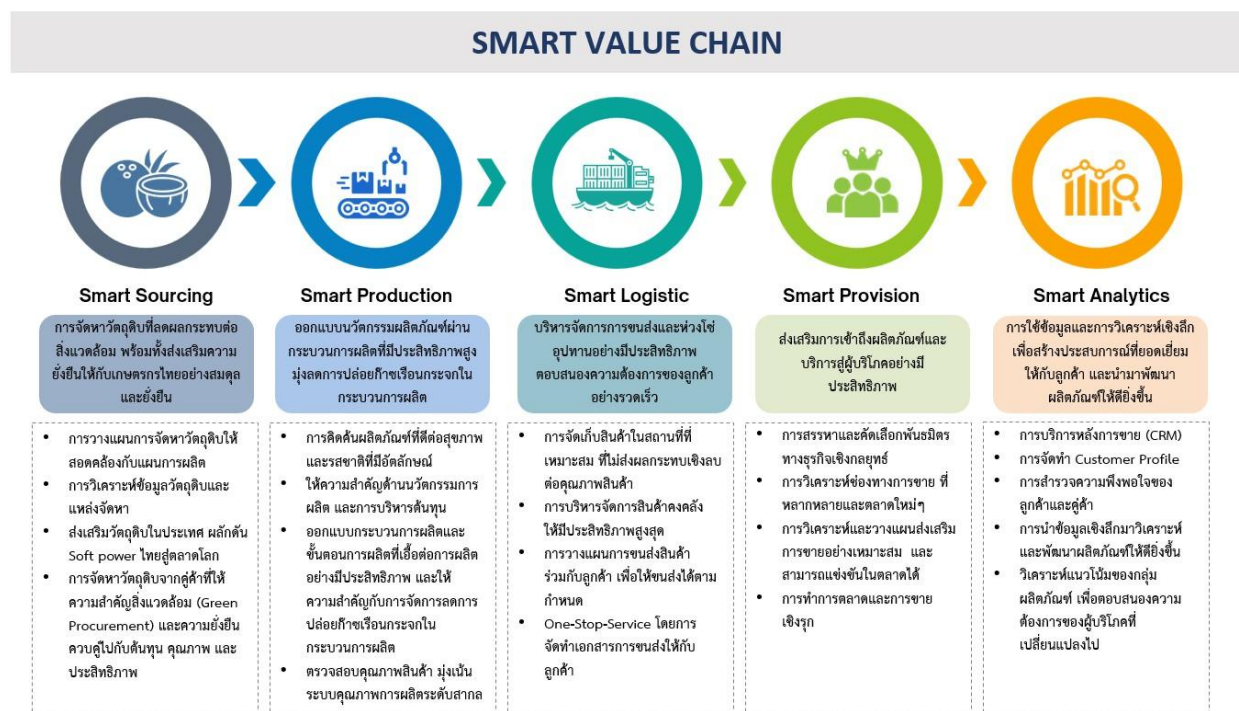 SMART VALUE CHAIN
Smart Sourcing
การจัดหาวัตถุดิบที่ลดผลกระทบต่อ
สิ่งแวดล้อม พร้อมทั้งส่งเสริมความ
ยั่งยืนให้กับเกษตรกรไทยอย่างสมดุล
และยั่งยืน
• การวางแผนการจัดหาวัตถุดิบให้
สอดคล้องกับแผนการผลิต
• การวิเคราะห์ข้อมูลวัตถุดิบและ
แหล่งจัดหา
• ส่งเสริมวัตถุดิบในประเทศ ผลักดัน
Soft power ไทยสู่ตลาดโลก
• การจัดหาวัตถุดิบจากคู่ค้าที่ให้
ความสำคัญสิ่งแวดล้อม (Green
Procurement) และความยั่งยืน
ควบคู่ไปกับต้นทุน คุณภาพ และ
ประสิทธิภาพ
Smart Production
ออกแบบนวัตกรรมผลิตภัณฑ์ผ่าน
กระบวนการผลิตที่มีประสิทธิภาพสูง
มุ่งลดการปล่อยก๊าซเรือนกระจกใน
กระบวนการผลิต
• การคิดค้นผลิตภัณฑ์ที่ดีต่อสุขภาพ
และรสชาติที่มีอัตลักษณ์
• ให้ความสำคัญด้านนวัตกรรมการ
ผลิต และการบริหารต้นทุน
• ออกแบบกระบวนการผลิตและ
ขั้นตอนการผลิตที่เอื้อต่อการผลิต
อย่างมีประสิทธิภาพ และให้
ความสำคัญกับการจัดการลดการ
ปล่อยก๊าซเรือนกระจกใน
กระบวนการผลิต
• ตรวจสอบคุณภาพสินค้า มุ่งเน้น
ระบบคุณภาพการผลิตระดับสากล
Smart Logistic
บริหารจัดการการขนส่งและห่วงโซ่
อุปทานอย่างมีประสิทธิภาพ
ตอบสนองความต้องการของลูกค้า
อย่างรวดเร็ว
• การจัดเก็บสินค้าในสถานที่ที่
เหมาะสม ที่ไม่ส่งผลกระทบเชิงลบ
ต่อคุณภาพสินค้า
• การบริหารจัดการสินค้าคงคลัง
ให้มีประสิทธิภาพสูงสุด
• การวางแผนการขนส่งสินค้า
ร่วมกับลูกค้า เพื่อให้ขนส่งได้ตาม
กำหนด
• One-Stop-Service โดยการ
จัดทำเอกสารการขนส่งให้กับ
ลูกค้า
Smart Provision
ส่งเสริมการเข้าถึงผลิตภัณฑ์และ
บริการสู่ผู้บริโภคอย่างมี
ประสิทธิภาพ
• การสรรหาและคัดเลือกพันธมิตร
ทางธุรกิจเชิงกลยุทธ์
• การวิเคราะห์ช่องทางการขาย ที่
หลากหลายและตลาดใหม่ๆ
• การวิเคราะห์และวางแผนส่งเสริม
การขายอย่างเหมาะสม และ
สามารถแข่งขันในตลาดได้
• การทำการตลาดและการขาย
เชิงรุก
Smart Analytics
การใช้ข้อมูลและการวิเคราะห์เชิงลึก
เพื่อสร้างประสบการณ์ที่ยอดเยี่ยม
ให้กับลูกค้า และนำมาพัฒนา
ผลิตภัณฑ์ให้ดียิ่งขึ้น
• การบริการหลังการขาย (CRM)
• การจัดทำ Customer Profile
• การสำรวจความพึงพอใจของ
ลูกค้าและคู่ค้า
• การนำข้อมูลเชิงลึกมาวิเคราะห์
และพัฒนาผลิตภัณฑ์ให้ดียิ่งขึ้น
• วิเคราะห์แนวโน้มของกลุ่ม
ผลิตภัณฑ์ เพื่อตอบสนองความ
ต้องการของผู้บริโภคที่
เปลี่ยนแปลงไป